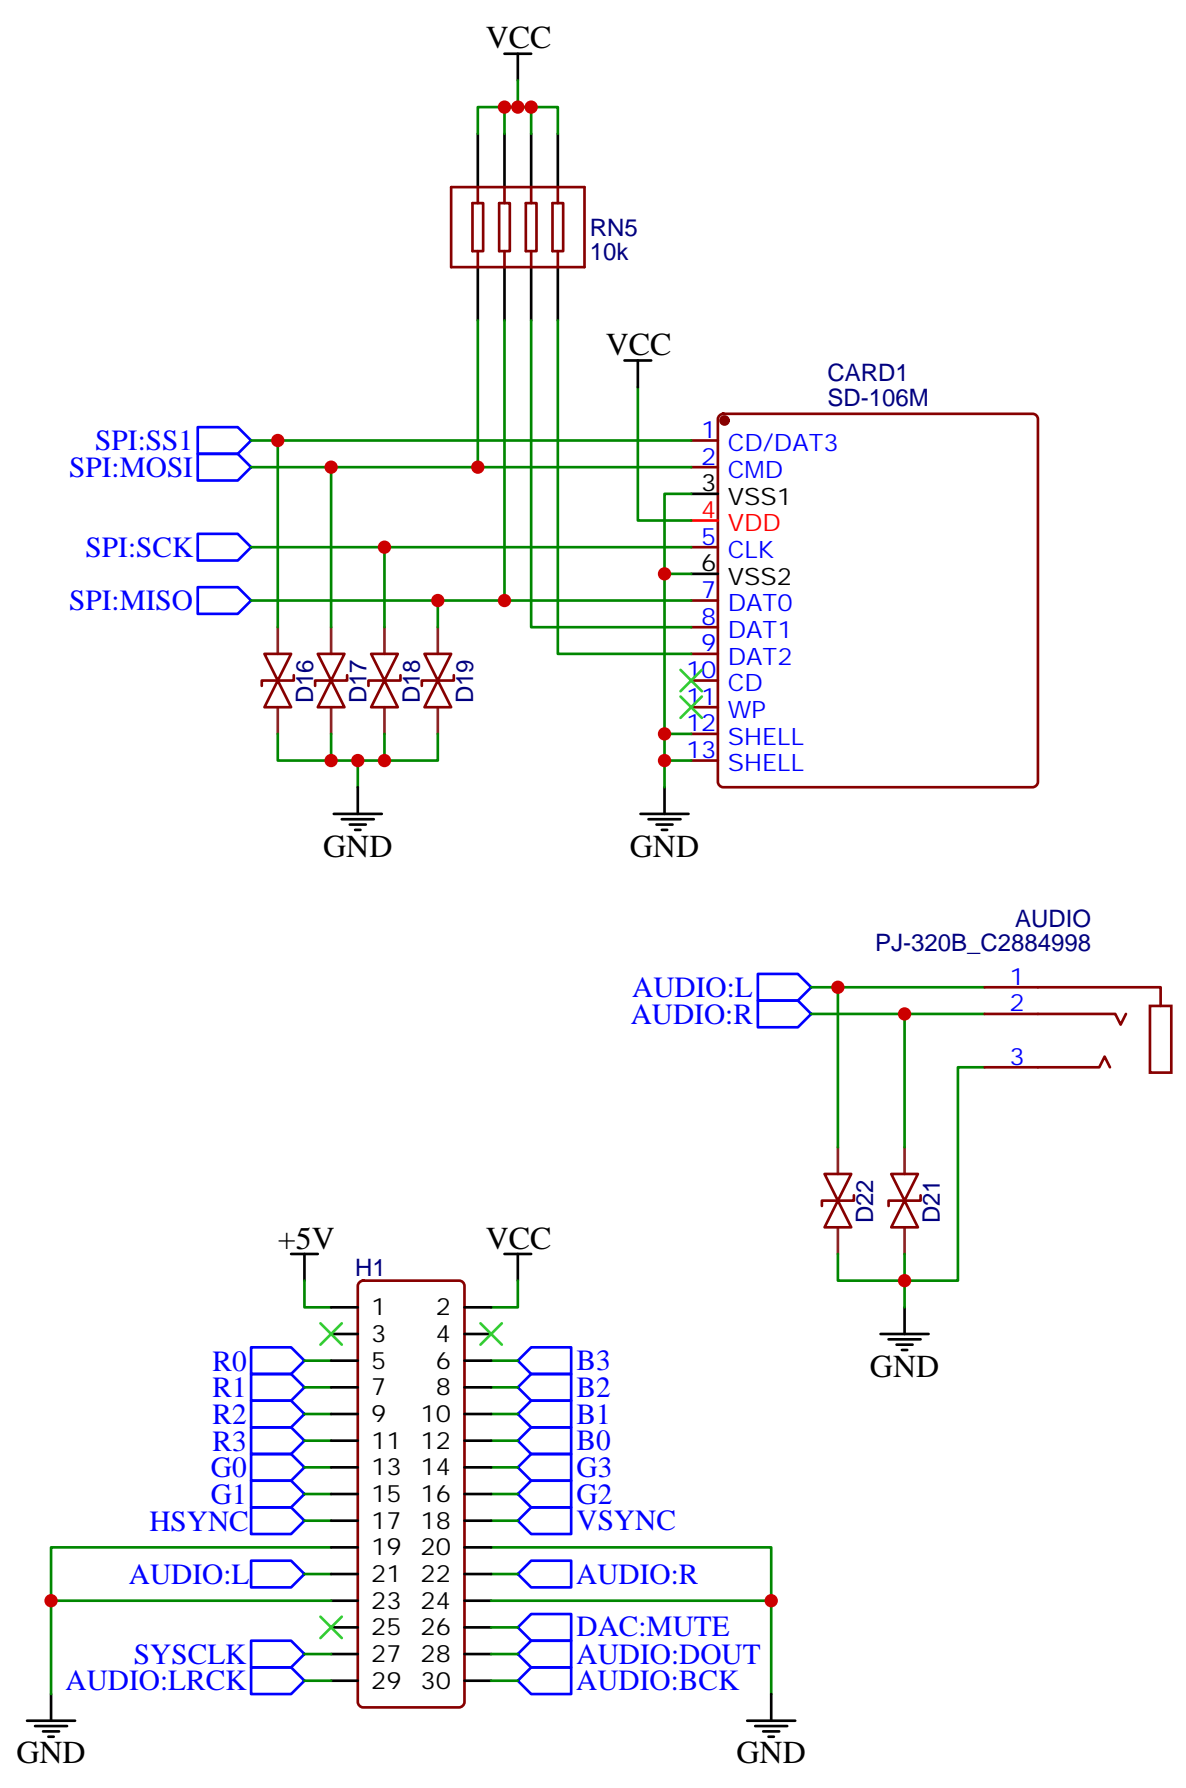 VCC
RN5
10k
VCC
CARD1
SD-106M
SPI:SS1
SPI:MOSI
SPI:SCK
SPI:MISO
1 CD/DAT3
2 CMD
3 VSS1
4 VDD
5 CLK
6 VSS2
7 DAT0
8 DAT1
9 DAT2
10 CD
11 WP
12 SHELL
13 SHELL
D16 D17 D18 D19
GND
GND
AUDIO
PJ-320B_C2884998
AUDIO:L 1
AUDIO:R 2
3
D22 D21
GND
+5V VCC
H1
1 2
3 4
R0 5 6 B3
R1 7 8 B2
R2 9 10 B1
R3 11 12 B0
G0 13 14 G3
G1 15 16 G2
HSYNC 17 18 VSYNC
19 20
AUDIO:L 21 22 AUDIO:R
23 24
25 26 DAC:MUTE
SYSCLK 27 28 AUDIO:DOUT
AUDIO:LRCK 29 30 AUDIO:BCK
GND GND